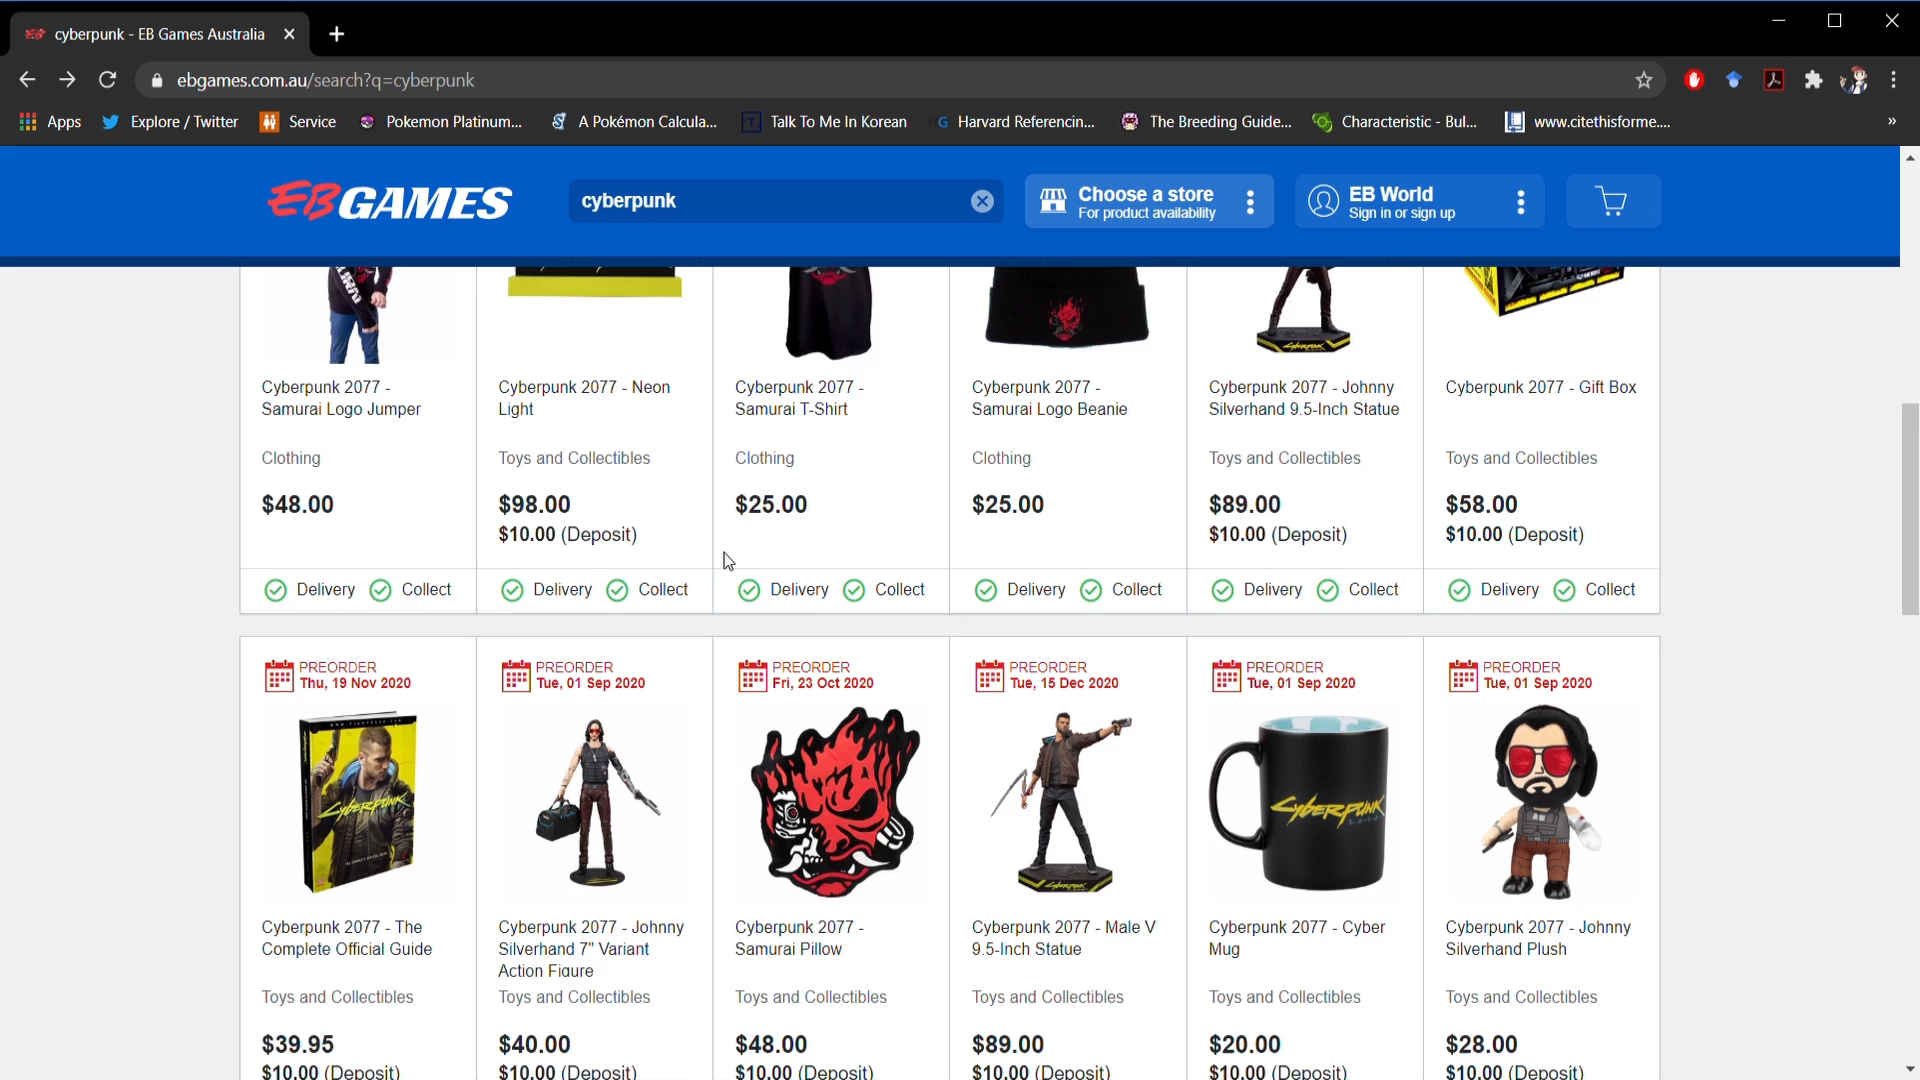 cyberpunk - EB Games Australia
ebgames.com.au/search?q=cyberpunk
Apps Explore / Twitter Service Pokemon Platinum... A Pokémon Calcula... Talk To Me In Korean Harvard Referencin... The Breeding Guide... Characteristic - Bul... www.citethisforme.... »
EBGAMES cyberpunk Choose a store EB World
For product availability Sign in or sign up
CYBERPUNK
Cyberpunk 2077 - Samurai Logo Jumper
Clothing
$48.00
Delivery Collect
Cyberpunk 2077 - Neon Light
Toys and Collectibles
$98.00
$10.00 (Deposit)
Delivery Collect
Cyberpunk 2077 - Samurai T-Shirt
Clothing
$25.00
Delivery Collect
Cyberpunk 2077 - Samurai Logo Beanie
Clothing
$25.00
Delivery Collect
Cyberpunk 2077 - Johnny Silverhand 9.5-Inch Statue
Toys and Collectibles
$89.00
$10.00 (Deposit)
Delivery Collect
Cyberpunk 2077 - Gift Box
Toys and Collectibles
$58.00
$10.00 (Deposit)
Delivery Collect
PREORDER
Thu, 19 Nov 2020
CYBERPUNK
THE COMPLETE OFFICIAL GUIDE
Cyberpunk 2077 - The
Complete Official Guide
Toys and Collectibles
$39.95
$10.00 (Deposit)
PREORDER
Tue, 01 Sep 2020
Cyberpunk 2077 - Johnny
Silverhand 7" Variant
Action Figure
Toys and Collectibles
$40.00
$10.00 (Deposit)
PREORDER
Fri, 23 Oct 2020
Cyberpunk 2077 -
Samurai Pillow
Toys and Collectibles
$48.00
$10.00 (Deposit)
PREORDER
Tue, 15 Dec 2020
CYBERPUNK
Cyberpunk 2077 - Male V
9.5-Inch Statue
Toys and Collectibles
$89.00
$10.00 (Deposit)
PREORDER
Tue, 01 Sep 2020
CYBERPUNK
Cyberpunk 2077 - Cyber
Mug
Toys and Collectibles
$20.00
$10.00 (Deposit)
PREORDER
Tue, 01 Sep 2020
Cyberpunk 2077 - Johnny
Silverhand Plush
Toys and Collectibles
$28.00
$10.00 (Deposit)